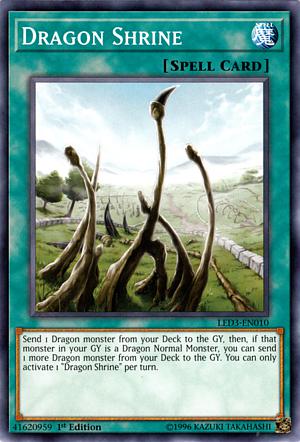 DRAGON SHRINE
[SPELL CARD]
LED3-EN010
Send 1 Dragon monster from your Deck to the GY, then, if that
monster in your GY is a Dragon Normal Monster, you can send
1 more Dragon monster from your Deck to the GY. You can only
activate 1 "Dragon Shrine" per turn.
41620959 1st Edition ©1996 KAZUKI TAKAHASHI